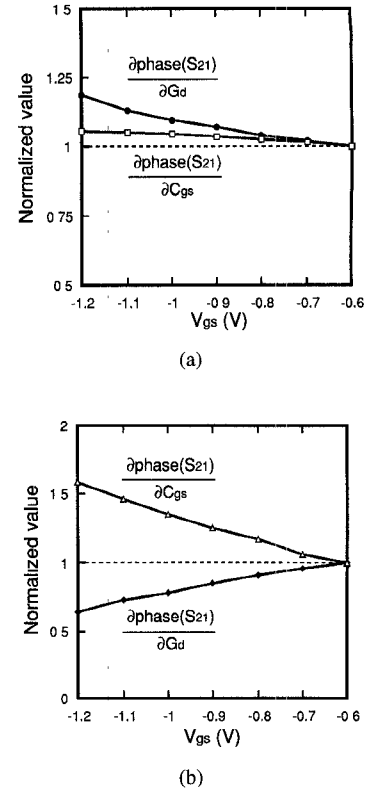 1 5
1.25
1
0 75
0 5
Normalized value
∂phase(S21)
∂Gd
∂phase(S21)
∂Cgs
-1.2 -1.1 -1 -0 9 -0.8 -0.7 -0.6
Vgs (V)
(a)
2
1 5
1
0 5
0
Normalized value
∂phase(S21)
∂Cgs
∂phase(S21)
∂Gd
-1.2 -1.1 -1 -0.9 -0.8 -0.7 -0 6
Vgs (V)
(b)